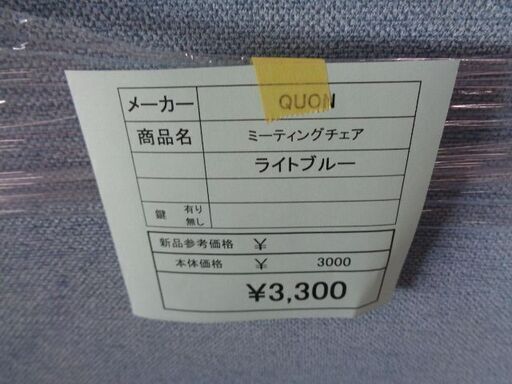 メーカー QUON
商品名 ミーティングチェア
ライトブルー
鍵 有り
無し
新品参考価格 ¥
本体価格 ¥ 3000
¥3,300